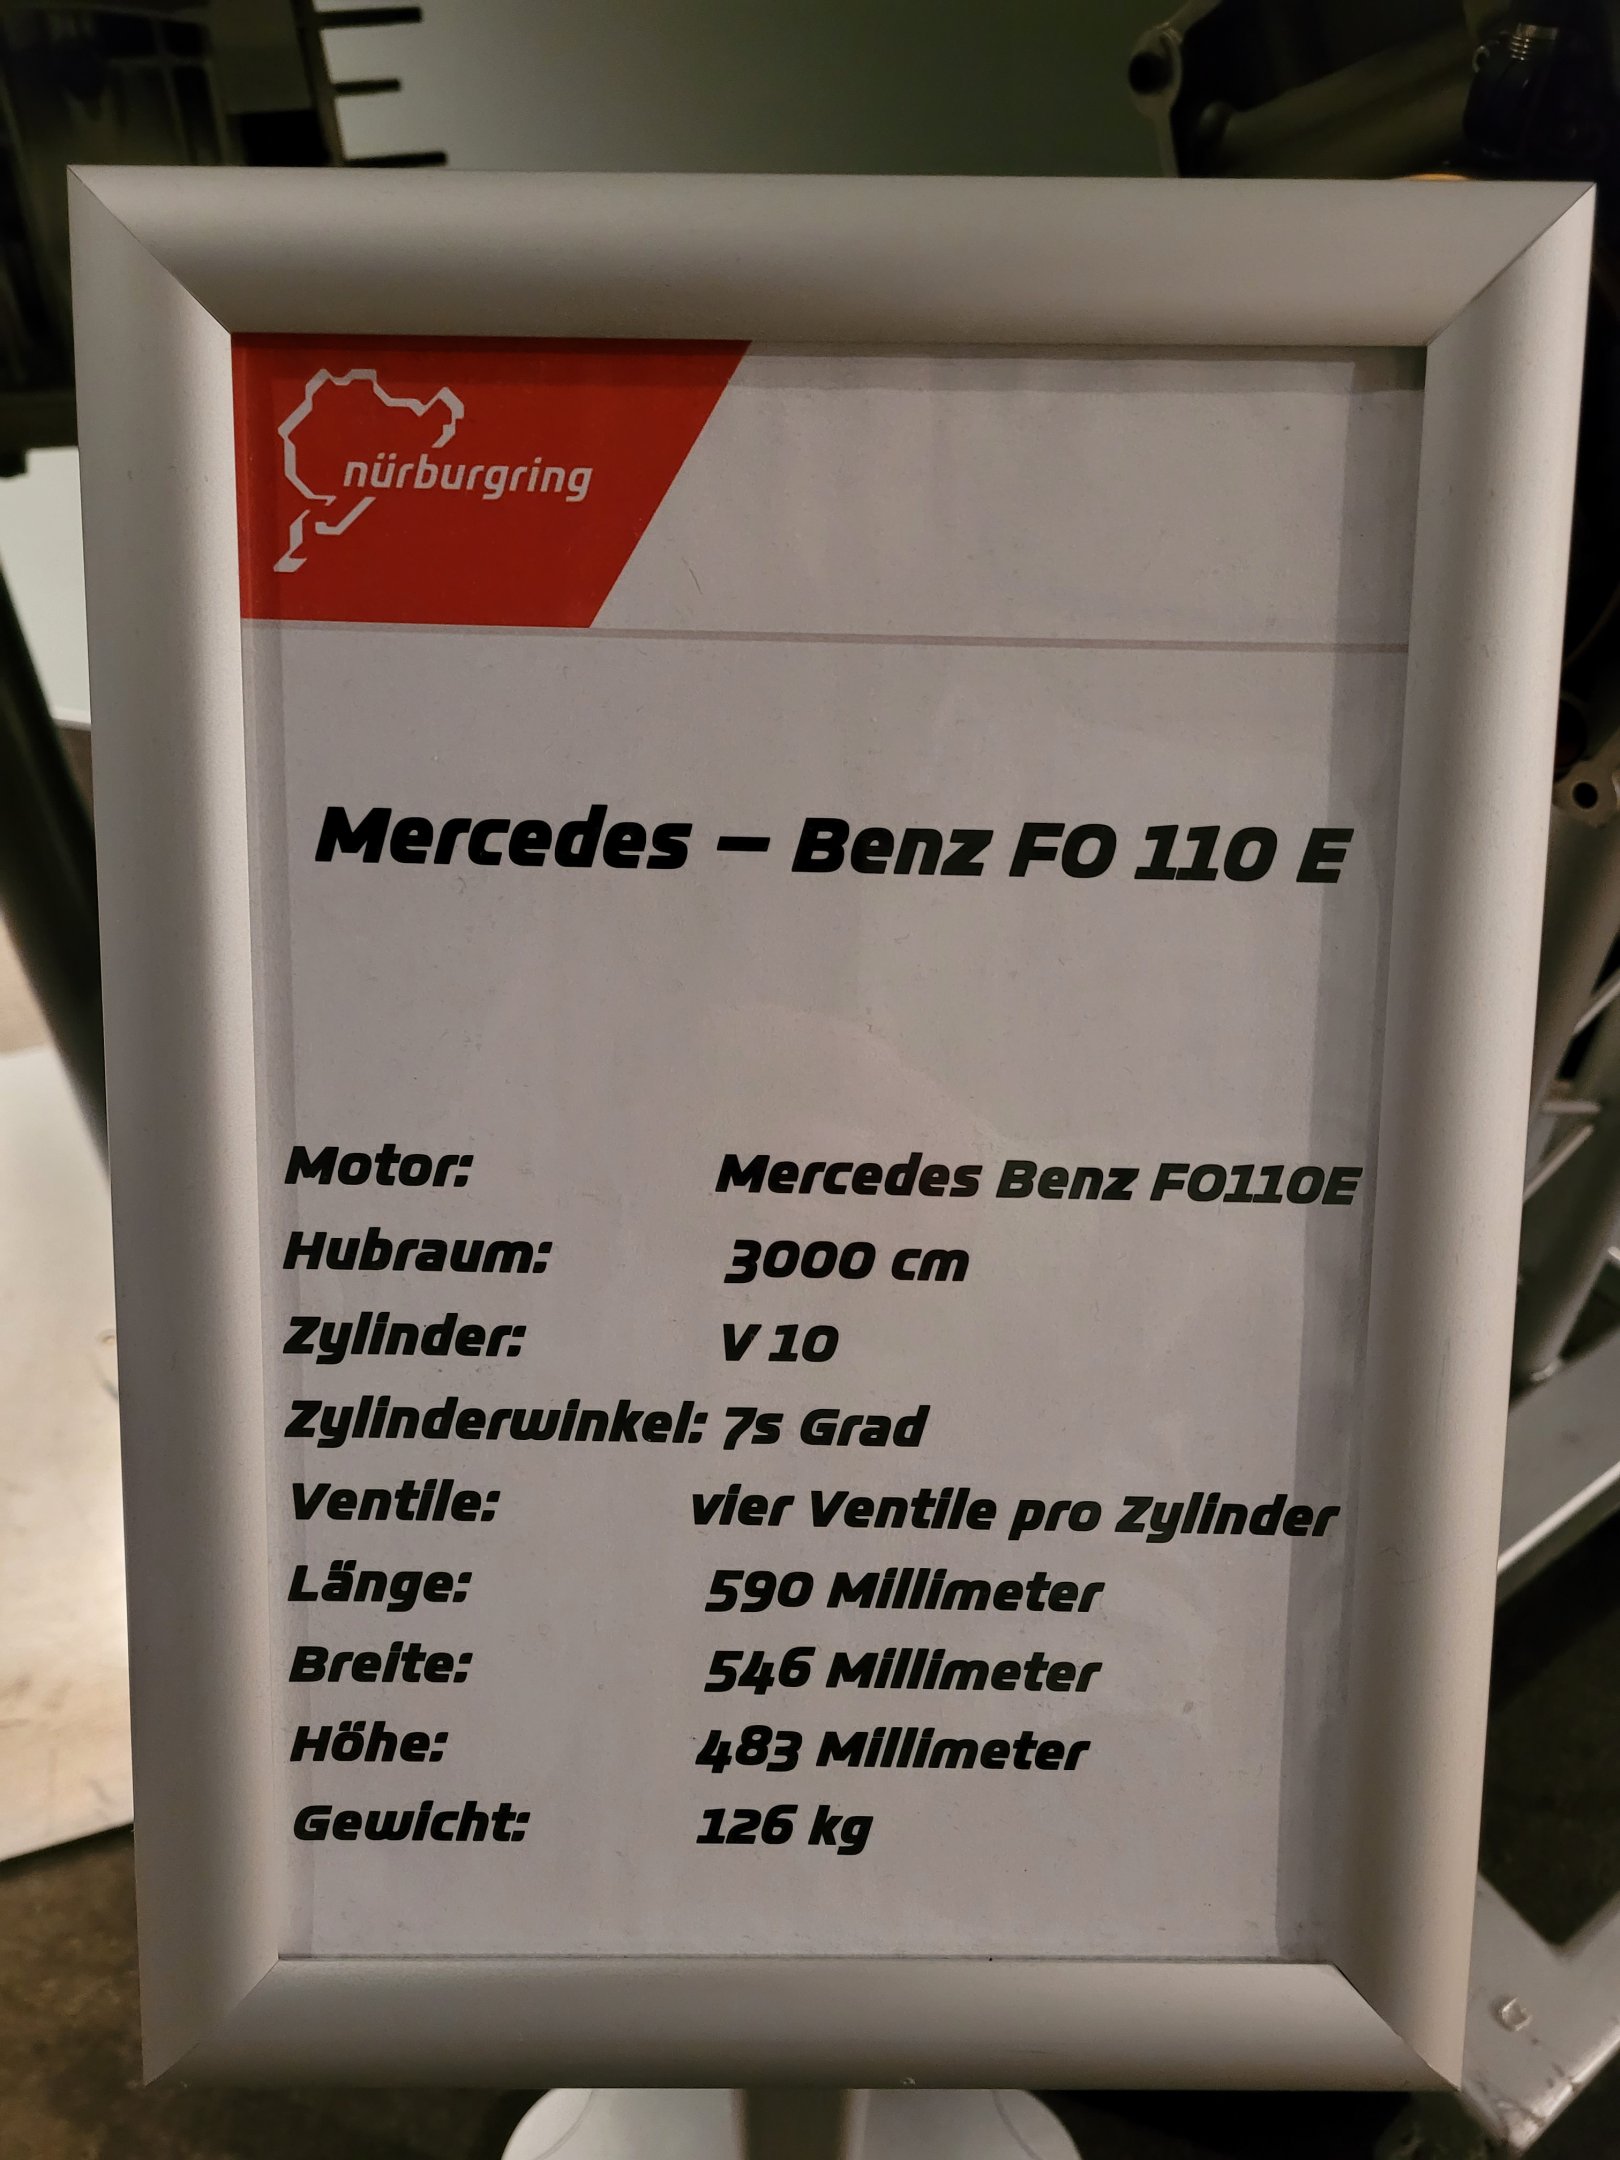 nürburgring
Mercedes – Benz FO 110 E
Motor: Mercedes Benz FO110E
Hubraum: 3000 cm
Zylinder: V 10
Zylinderwinkel: 7s Grad
Ventile: vier Ventile pro Zylinder
Länge: 590 Millimeter
Breite: 546 Millimeter
Höhe: 483 Millimeter
Gewicht: 126 kg